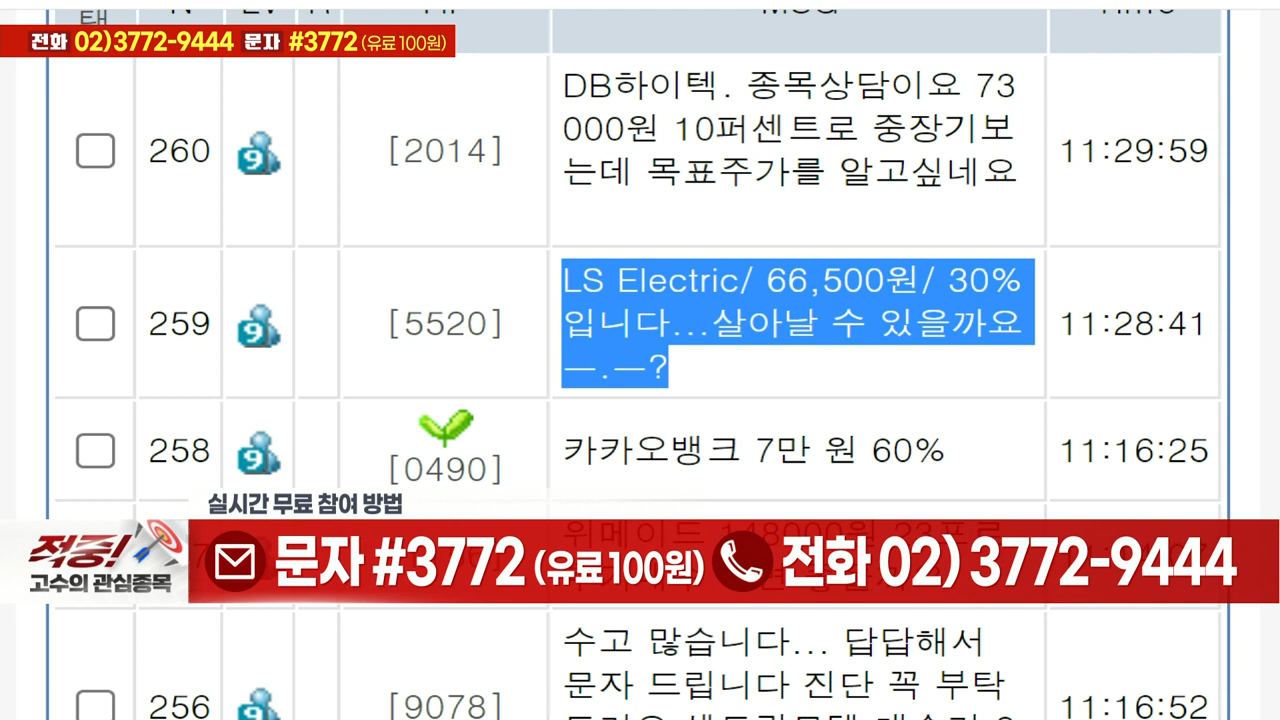 태
전화 02)3772-9444 문자 #3772 (유료 100원)
DB하이텍. 종목상담이요 73
000원 10퍼센트로 중장기보
는데 목표주가를 알고싶네요
260
[2014]
11:29:59
LS Electric/ 66,500원/ 30%
입니다...살아날 수 있을까요
ㅡ.ㅡ?
259
[5520]
11:28:41
258
[0490]
카카오뱅크 7만 원 60%
11:16:25
실시간 무료 참여 방법
적중!
고수의 관심종목
문자 #3772 (유료 100원) 전화 02) 3772-9444
수고 많습니다... 답답해서
문자 드립니다 진단 꼭 부탁
256
[9078]
11:16:52